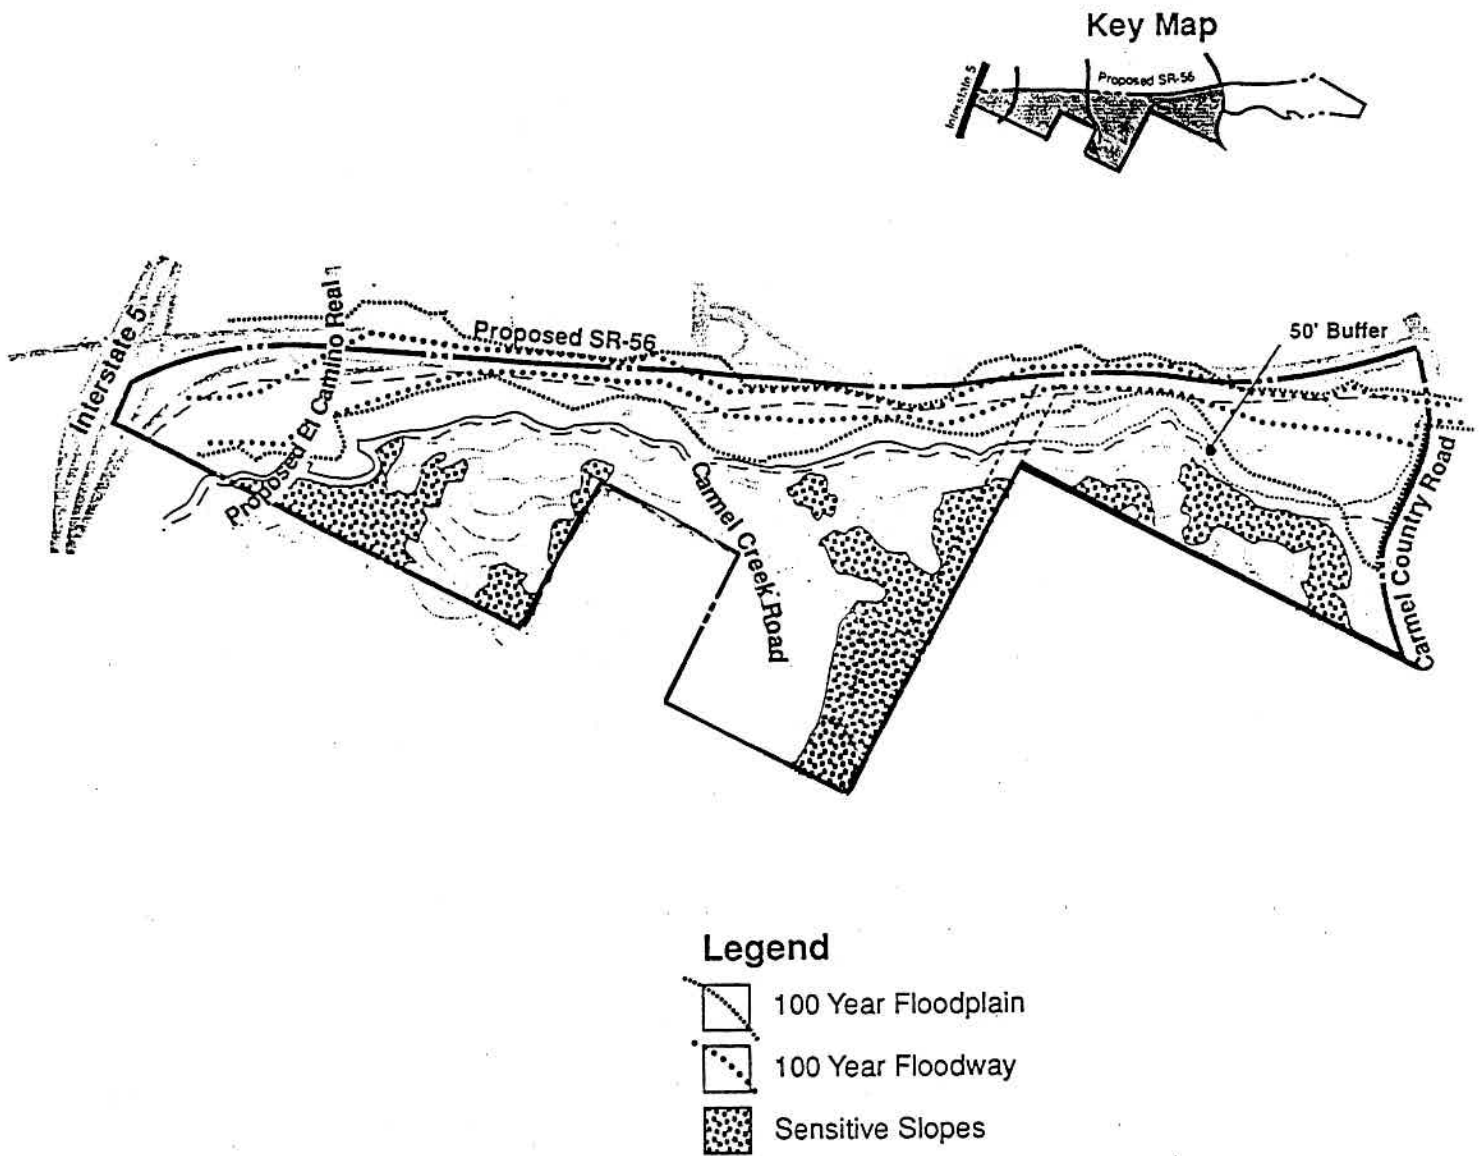 Key Map
Proposed SR-56
Interstate 5
Interstate 5
Proposed El Camino Real
Proposed SR-56
50' Buffer
Carmel Creek Road
Carmel Country Road
Legend
100 Year Floodplain
100 Year Floodway
Sensitive Slopes